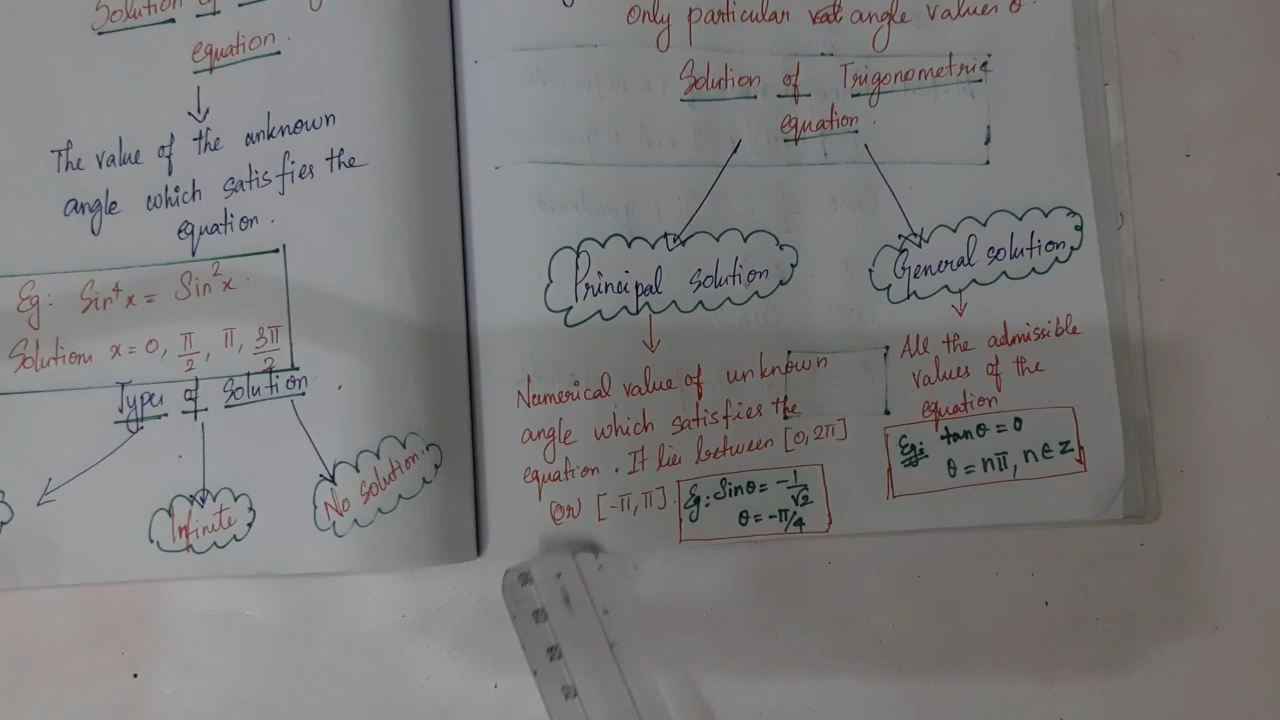 Solution of
equation.
The value of the unknown
angle which satisfies the
equation.
Eg: Sin⁴x = Sin²x.
Solution x = 0, π/2, π, 3π/2
Types of Solution.
Infinite
No solution.
Only particular angle values θ.
Solution of Trigonometric
equation.
Principal solution
General solution
Numerical value of unknown
angle which satisfies the
equation. It lies between [0, 2π]
Or [-π, π].
Eg: Sinθ = -1/√2
θ = -π/4
All the admissible
values of the
equation
Eg: tanθ = 0
θ = nπ, n∈Z